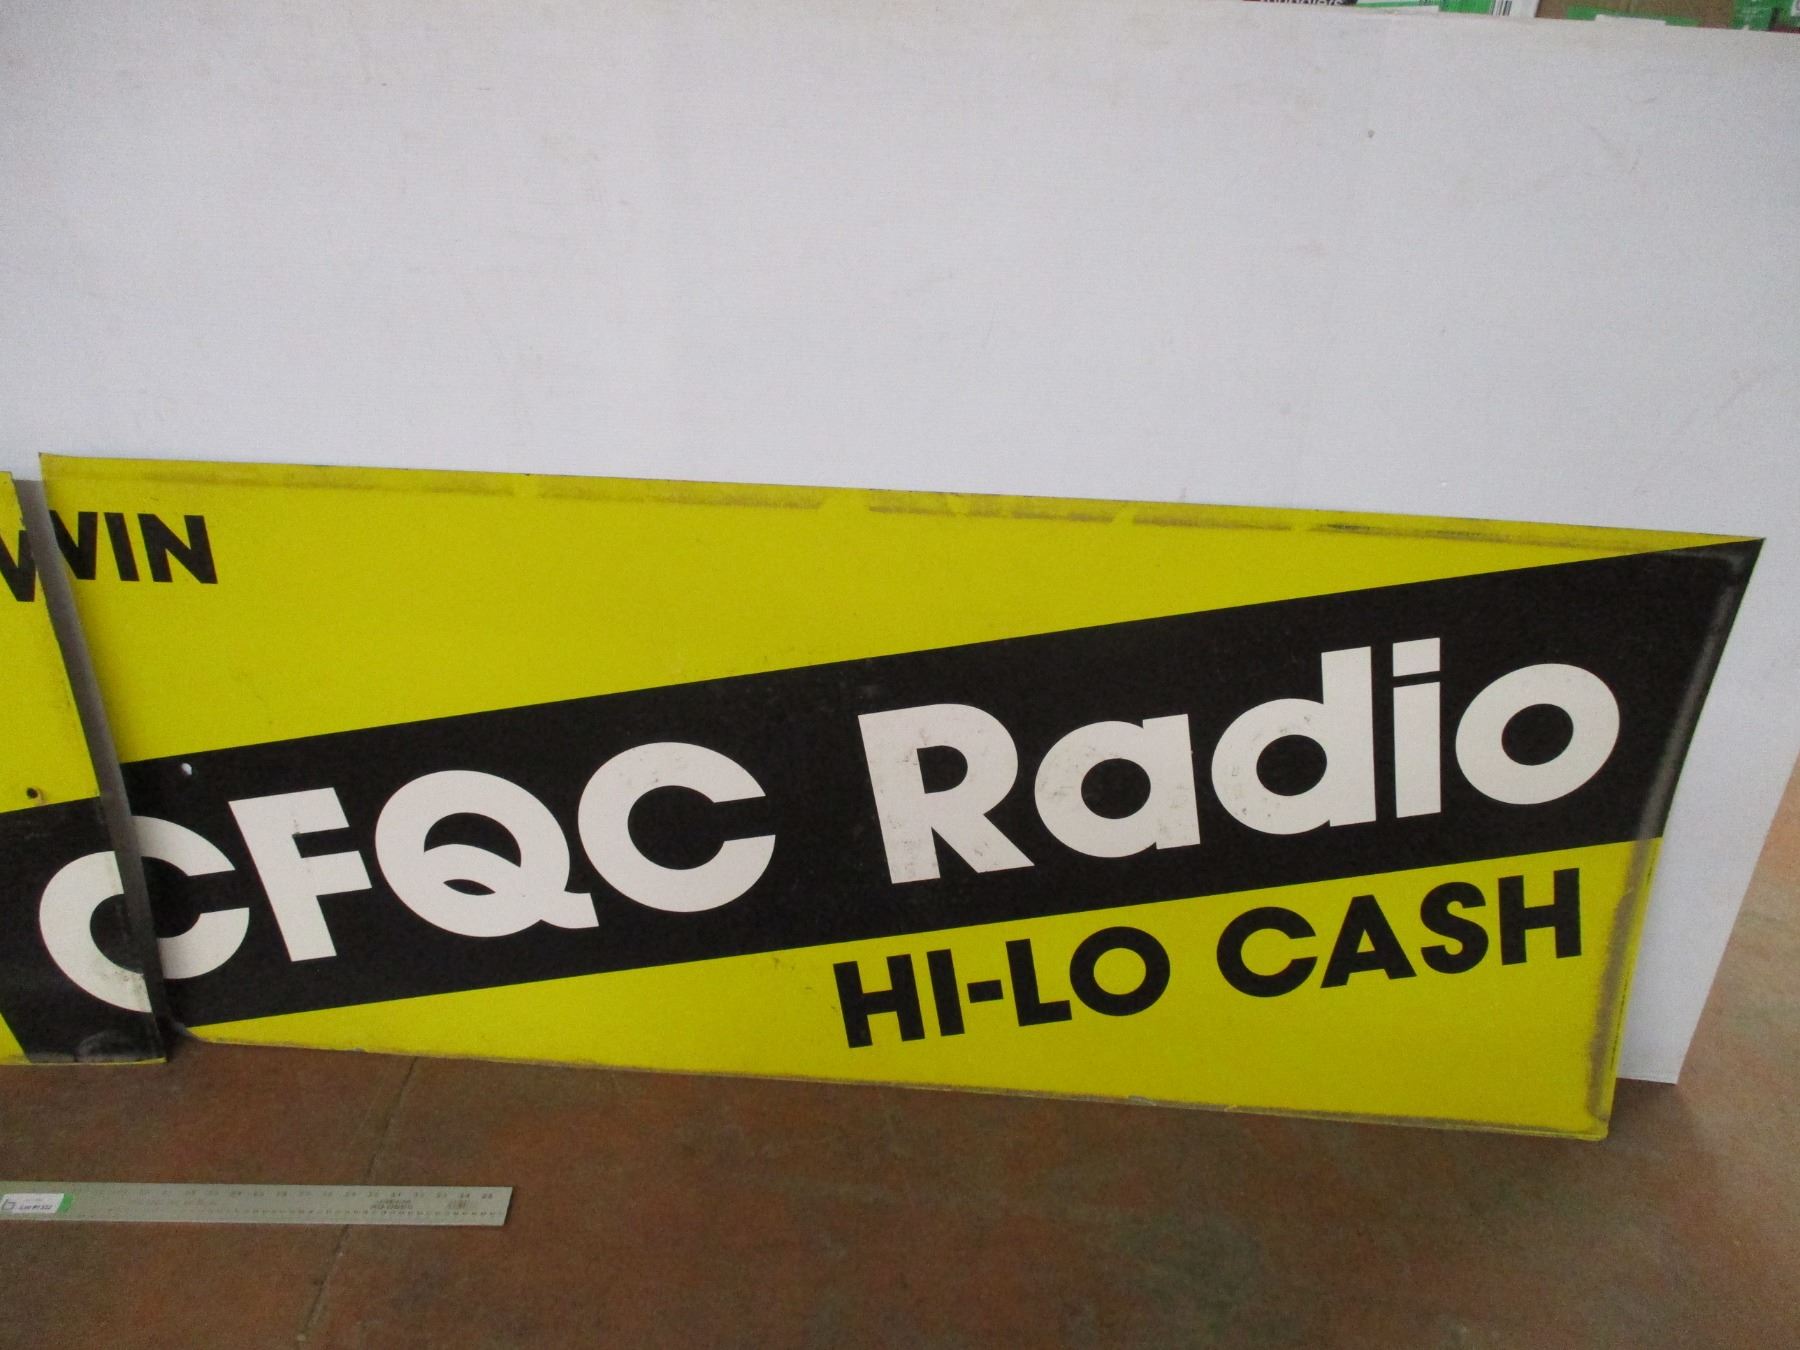 WIN
CFQC Radio
HI-LO CASH